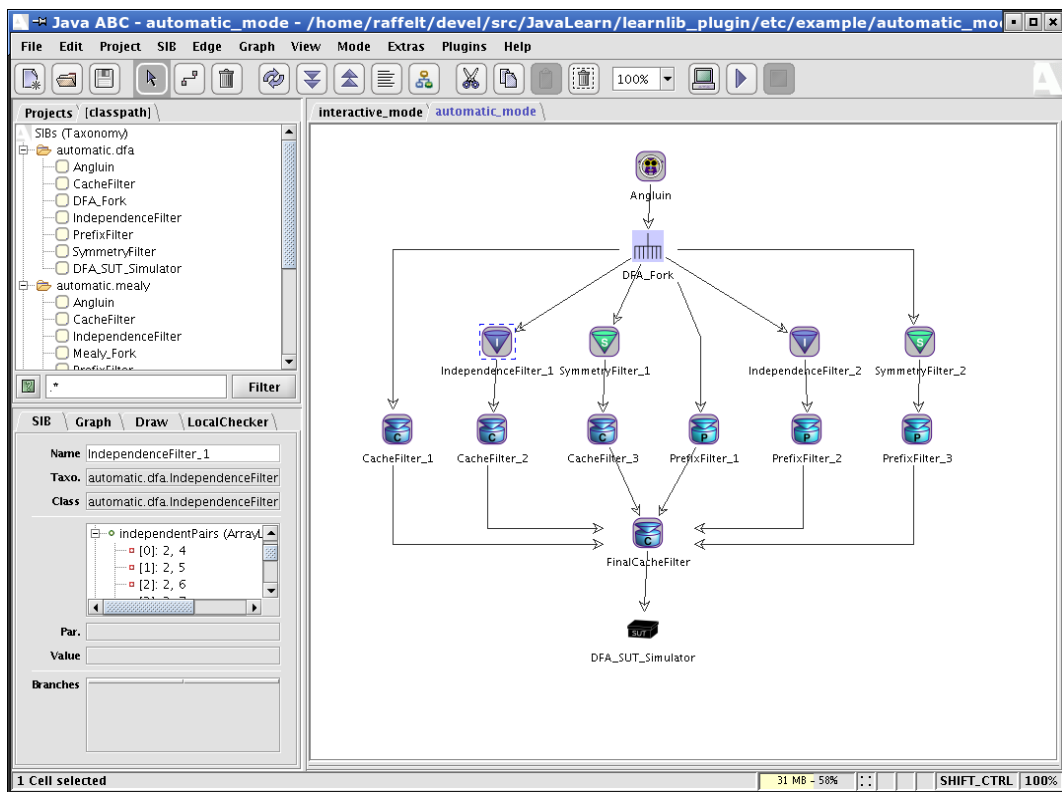 Java ABC - automatic_mode - /home/raffelt/devel/src/JavaLearn/learnlib_plugin/etc/example/automatic_mo
File Edit Project SIB Edge Graph View Mode Extras Plugins Help
100%
Projects [classpath]
interactive_mode automatic_mode
SIBs (Taxonomy)
automatic.dfa
Angluin
CacheFilter
DFA_Fork
IndependenceFilter
PrefixFilter
SymmetryFilter
DFA_SUT_Simulator
automatic.mealy
Angluin
CacheFilter
IndependenceFilter
Mealy_Fork
PrefixFilter
.* Filter
SIB Graph Draw LocalChecker
Name IndependenceFilter_1
Taxo. automatic.dfa.IndependenceFilter
Class automatic.dfa.IndependenceFilter
independentPairs (ArrayL
[0]: 2, 4
[1]: 2, 5
[2]: 2, 6
Par.
Value
Branches
Angluin
DFA_Fork
I S I S
IndependenceFilter_1 SymmetryFilter_1 IndependenceFilter_2 SymmetryFilter_2
C C C P P P
CacheFilter_1 CacheFilter_2 CacheFilter_3 PrefixFilter_1 PrefixFilter_2 PrefixFilter_3
C
FinalCacheFilter
SUT
DFA_SUT_Simulator
1 Cell selected 31 MB - 58% SHIFT_CTRL 100%